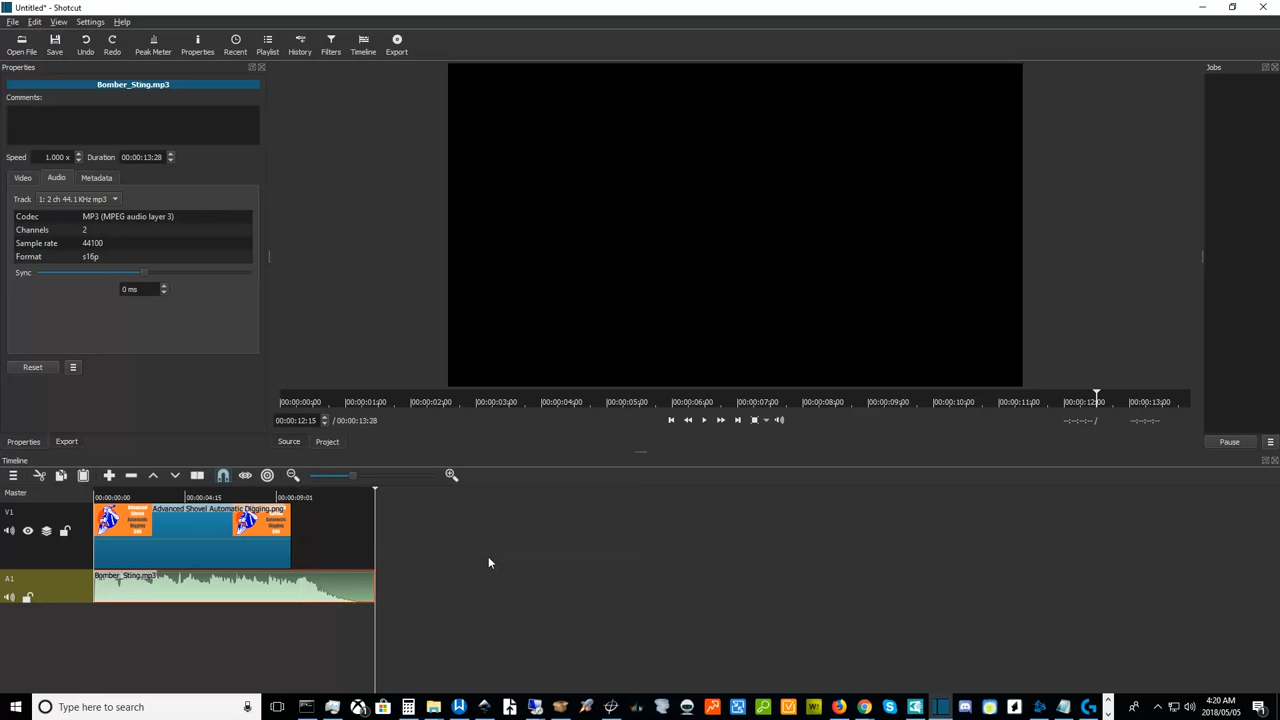 Untitled* - Shotcut
File Edit View Settings Help
Open File Save Undo Redo Peak Meter Properties Recent Playlist History Filters Timeline Export
Properties
Jobs
Bomber_Sting.mp3
Comments:
Speed 1.000 x Duration 00:00:13:28
Video Audio Metadata
Track 1: 2 ch 44.1 KHz mp3
Codec MP3 (MPEG audio layer 3)
Channels 2
Sample rate 44100
Format s16p
Sync
0 ms
Reset
00:00:00:00 00:00:01:00 00:00:02:00 00:00:03:00 00:00:04:00 00:00:05:00 00:00:06:00 00:00:07:00 00:00:08:00 00:00:09:00 00:00:10:00 00:00:11:00 00:00:12:00 00:00:13:00
00:00:12:15 / 00:00:13:28
--:--:--:-- /
--:--:--:--
Properties Export
Source Project
Pause
Timeline
Master
00:00:00:00 00:00:04:15 00:00:09:01
V1
Advanced Shovel Automatic Digging.png
Advanced
Shovel
Automatic
Digging
Advanced
Shovel
Automatic
Digging
A1
Bomber_Sting.mp3
Type here to search
4:20 AM
2018/05/05